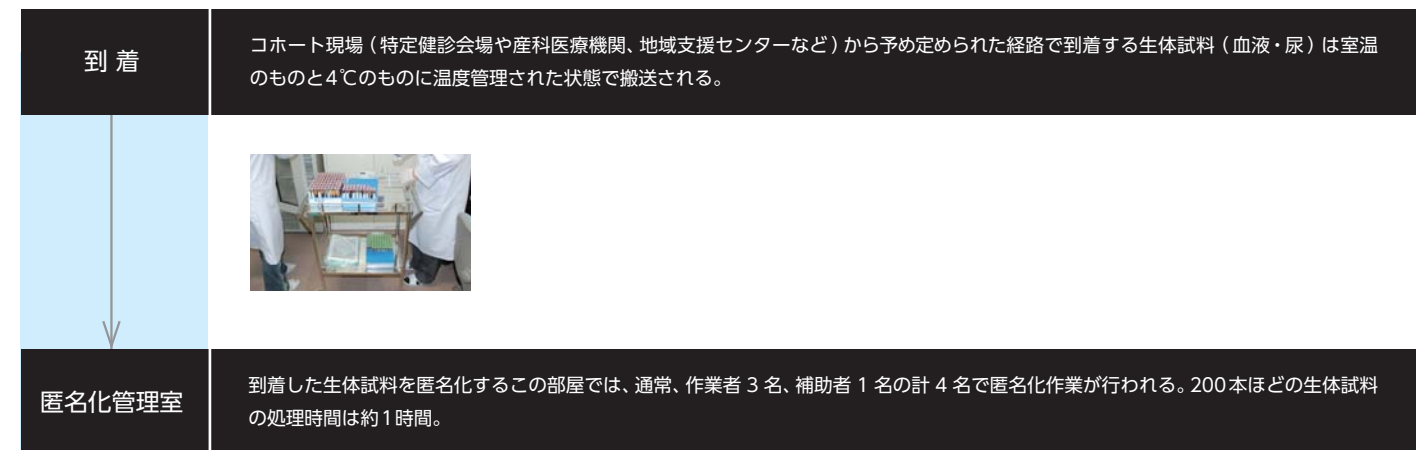 到着
コホート現場（特定健診会場や産科医療機関、地域支援センターなど）から予め定められた経路で到着する生体試料（血液・尿）は室温
のものと4℃のものに温度管理された状態で搬送される。
匿名化管理室
到着した生体試料を匿名化するこの部屋では、通常、作業者 3 名、補助者 1 名の計 4 名で匿名化作業が行われる。200本ほどの生体試料
の処理時間は約1時間。